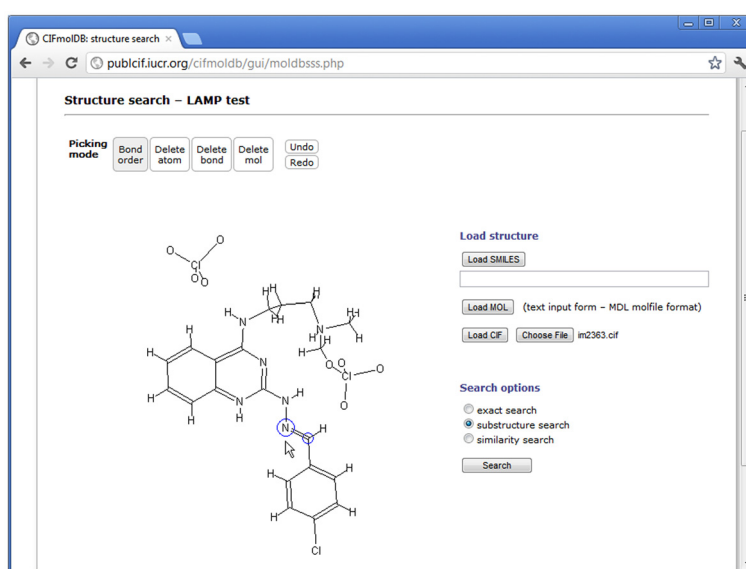 CIFmolDB: structure search ×
publcif.iucr.org/cifmoldb/gui/moldbsss.php
Structure search – LAMP test
Picking mode
Bond order
Delete atom
Delete bond
Delete mol
Undo
Redo
Load structure
Load SMILES
Load MOL (text input form – MDL molfile format)
Load CIF Choose File im2363.cif
Search options
exact search
substructure search
similarity search
Search
O
O
Cl
O
O
H
H
H
H
H
H
H
N
N
H
H
H
H
H
H
O
O
Cl
O
O
N
H
H
N
N
H
H
H
N
H
H
H
H
H
Cl